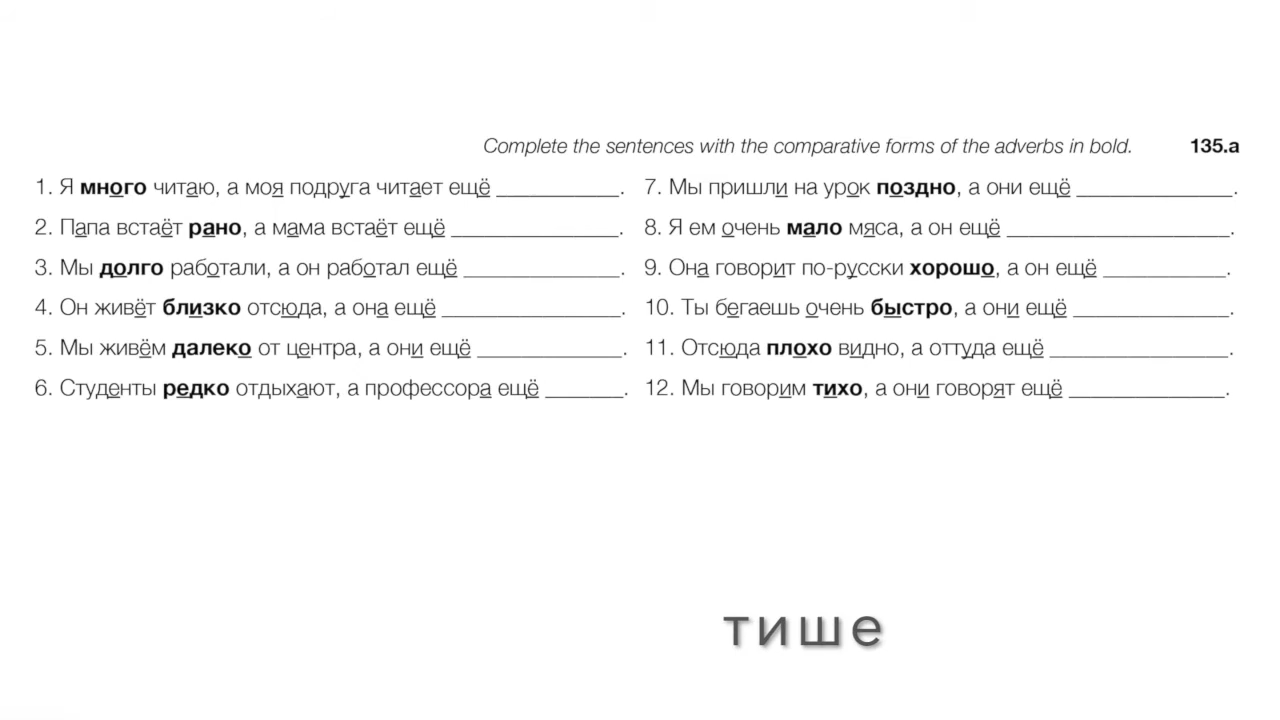 Complete the sentences with the comparative forms of the adverbs in bold. 135.a
1. Я много читаю, а моя подруга читает ещё ___________.
2. Папа встаёт рано, а мама встаёт ещё _______________.
3. Мы долго работали, а он работал ещё ______________.
4. Он живёт близко отсюда, а она ещё ________________.
5. Мы живём далеко от центра, а они ещё _____________.
6. Студенты редко отдыхают, а профессора ещё _______.
7. Мы пришли на урок поздно, а они ещё ______________.
8. Я ем очень мало мяса, а он ещё ____________________.
9. Она говорит по-русски хорошо, а он ещё ___________.
10. Ты бегаешь очень быстро, а они ещё ______________.
11. Отсюда плохо видно, а оттуда ещё ________________.
12. Мы говорим тихо, а они говорят ещё ______________.
тише